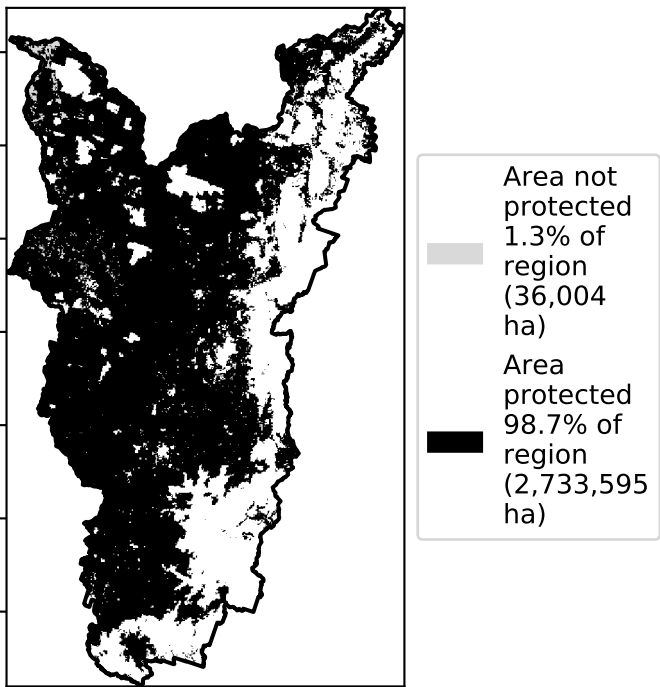 Area not
protected
1.3% of
region
(36,004
ha)
Area
protected
98.7% of
region
(2,733,595
ha)